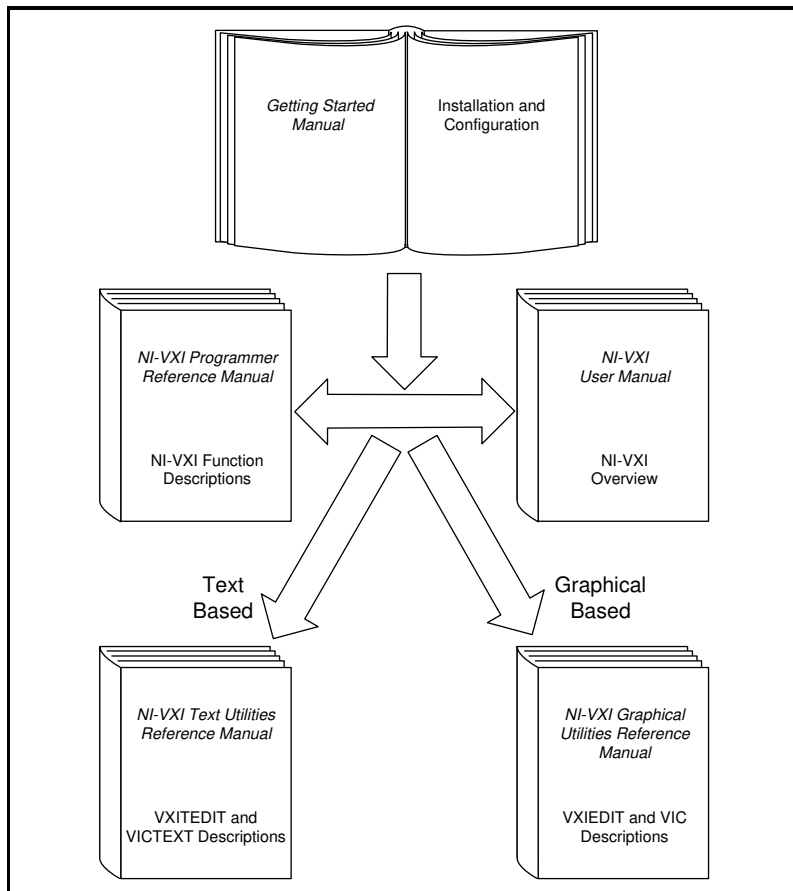 Getting Started
Manual
Installation and
Configuration
NI-VXI Programmer
Reference Manual
NI-VXI Function
Descriptions
NI-VXI
User Manual
NI-VXI
Overview
Text
Based
Graphical
Based
NI-VXI Text Utilities
Reference Manual
VXITEDIT and
VICTEXT Descriptions
NI-VXI Graphical
Utilities Reference
Manual
VXIEDIT and VIC
Descriptions